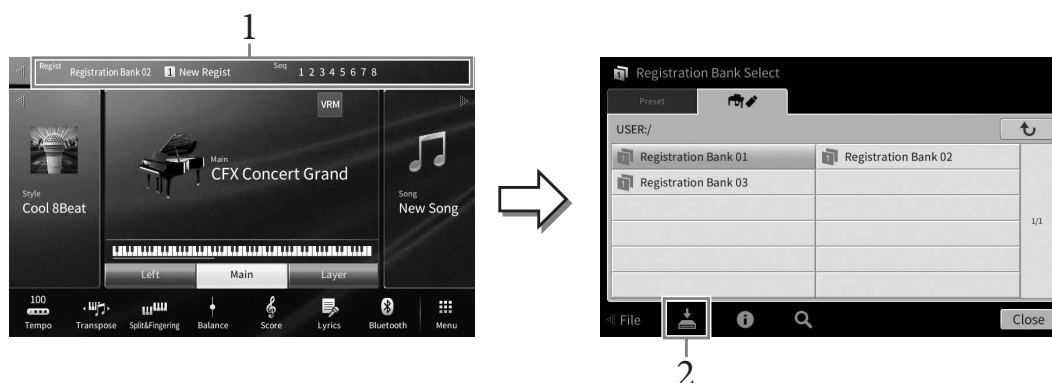 1
Regist Registration Bank 02 1 New Regist Seq 1 2 3 4 5 6 7 8
VRM
Main
CFX Concert Grand
Style
Cool 8Beat
Song
New Song
Left Main Layer
100
Tempo Transpose Split&Fingering Balance Score Lyrics Bluetooth Menu
Registration Bank Select
Preset
USER:/
1 Registration Bank 01 1 Registration Bank 02
1 Registration Bank 03
1/1
File Close
2